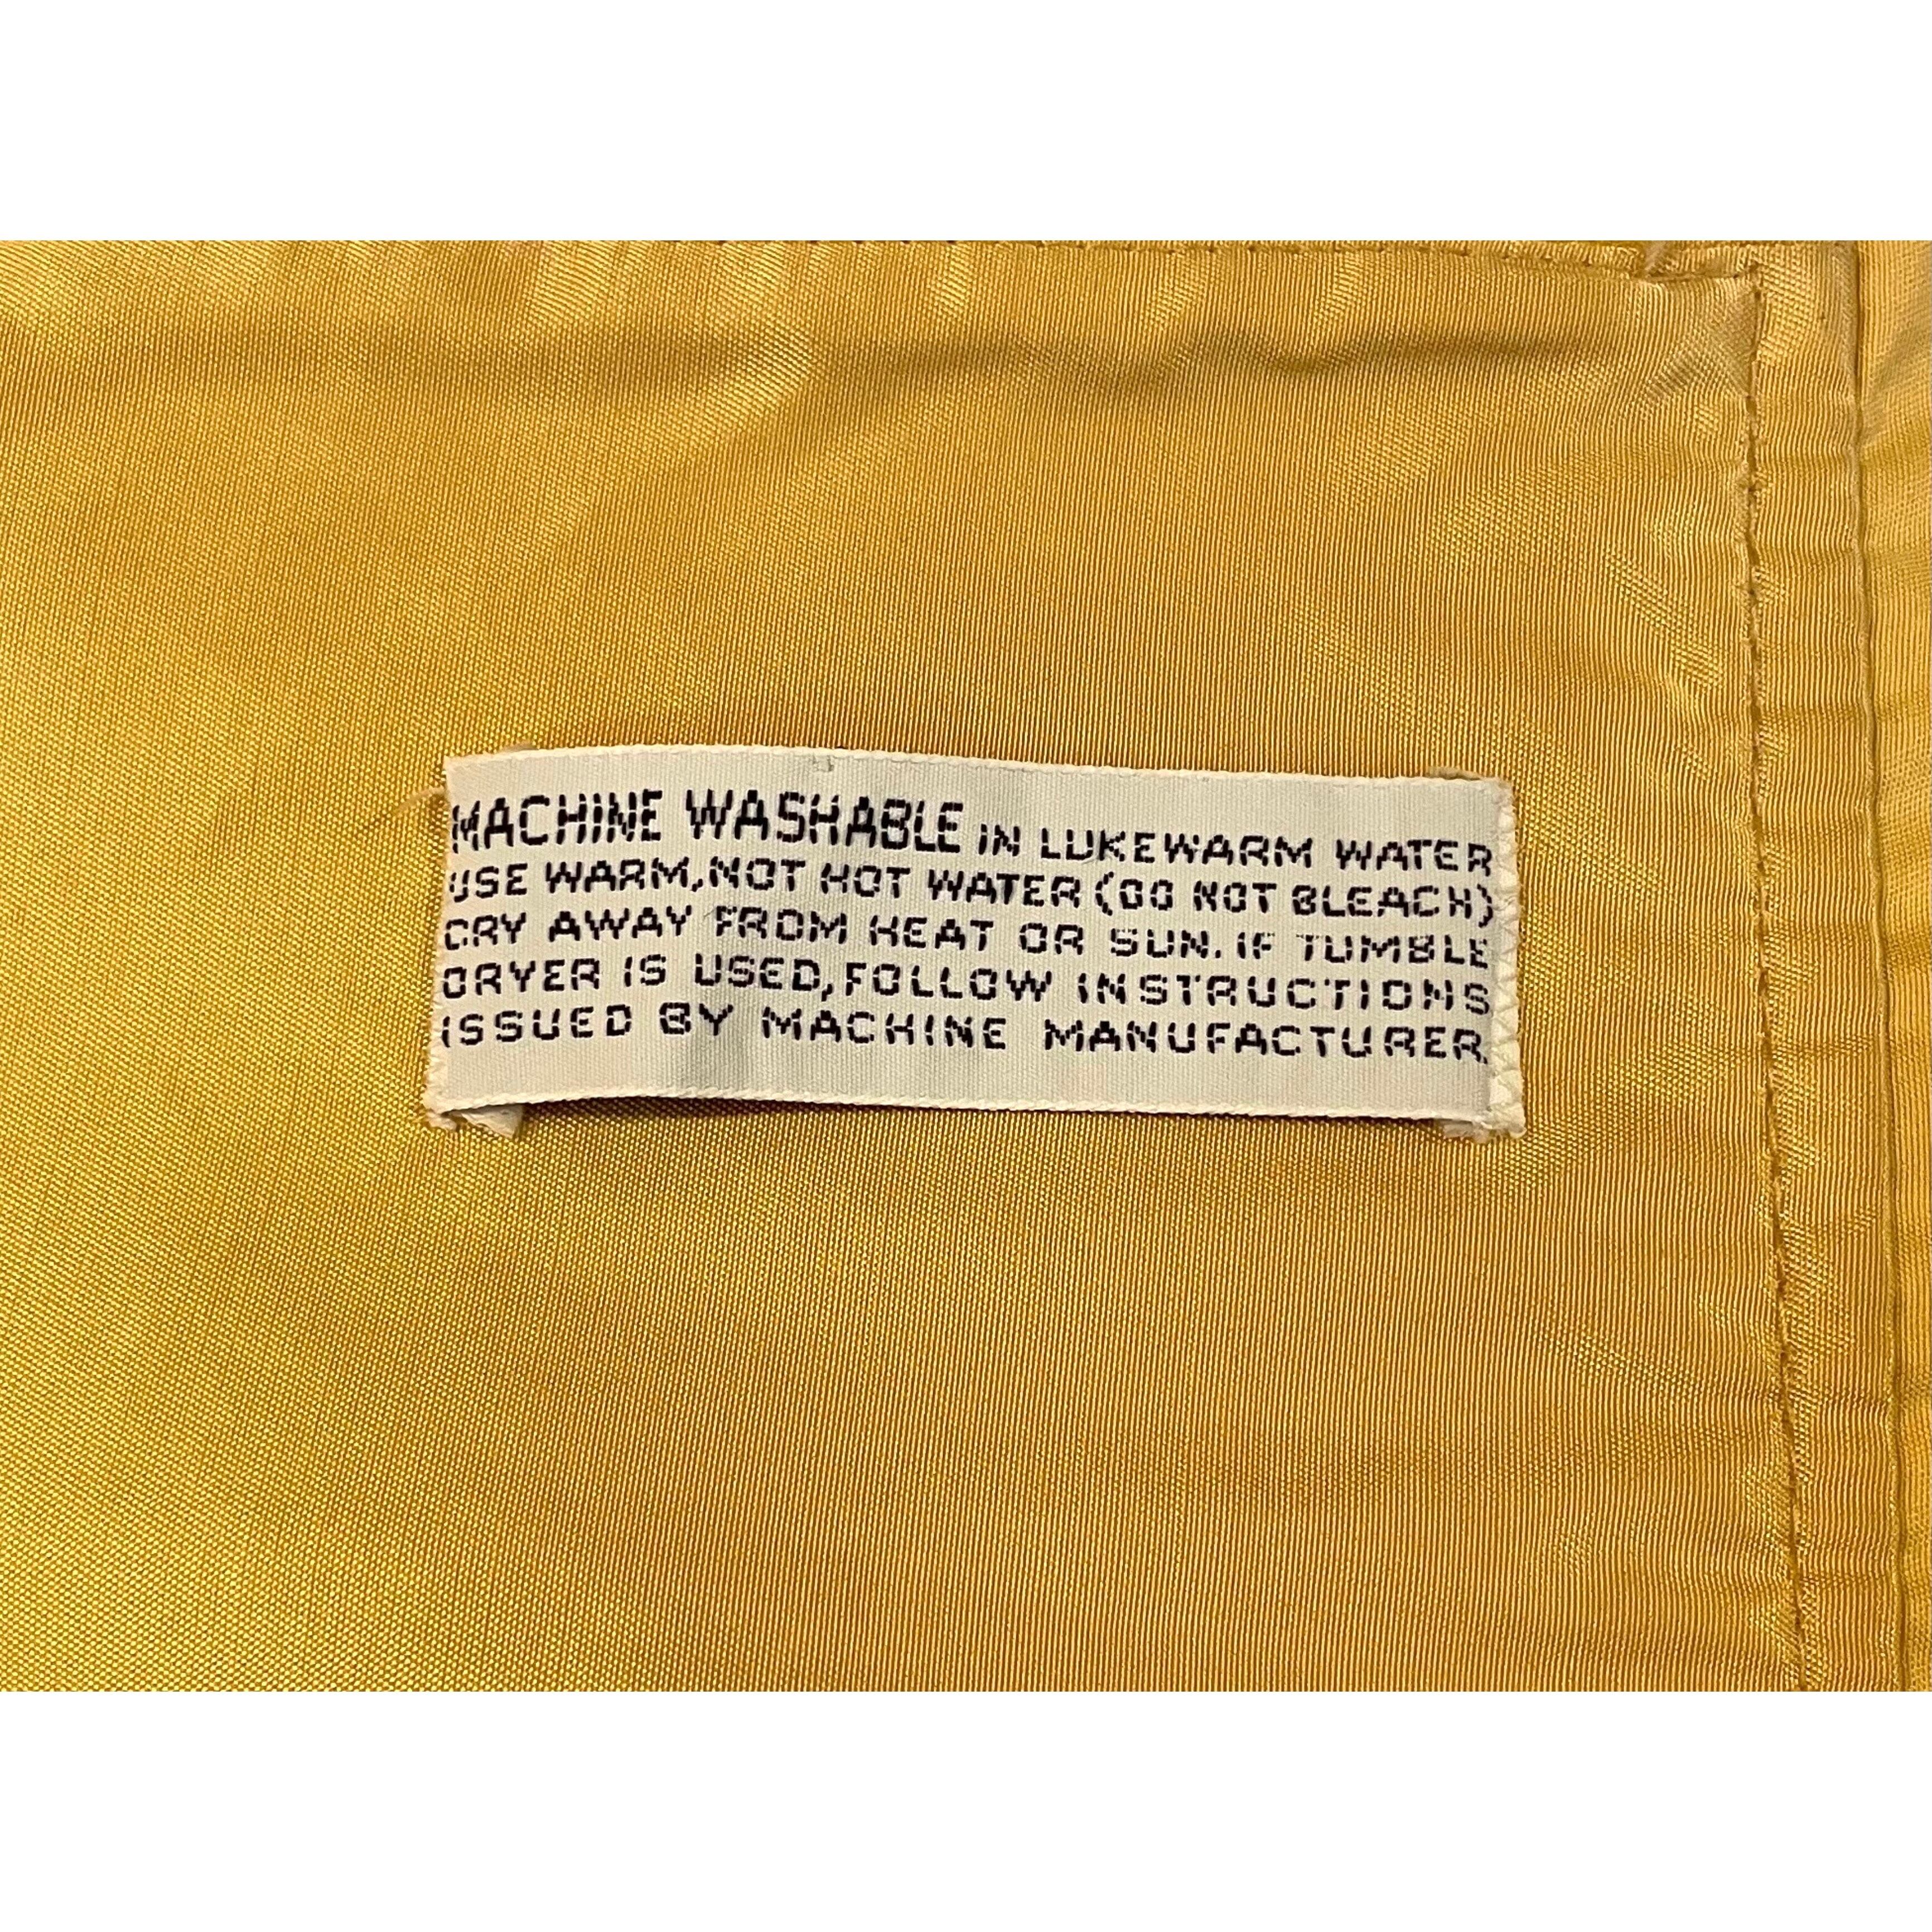 MACHINE WASHABLE IN LUKEWARM WATER
USE WARM, NOT HOT WATER (DO NOT BLEACH)
DRY AWAY FROM HEAT OR SUN. IF TUMBLE
DRYER IS USED, FOLLOW INSTRUCTIONS
ISSUED BY MACHINE MANUFACTURER.